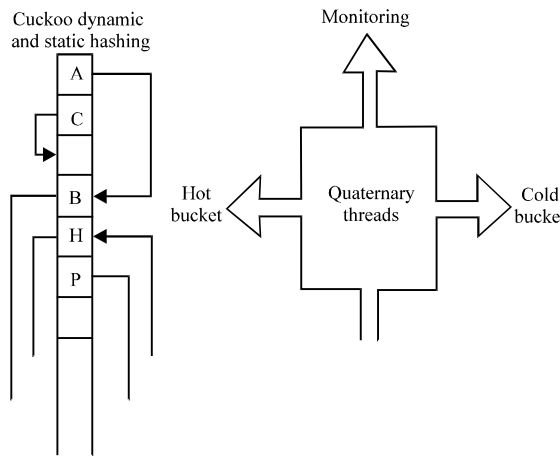 Cuckoo dynamic
and static hashing
A
C
B
H
P
Monitoring
Hot
bucket
Quaternary
threads
Cold
bucke